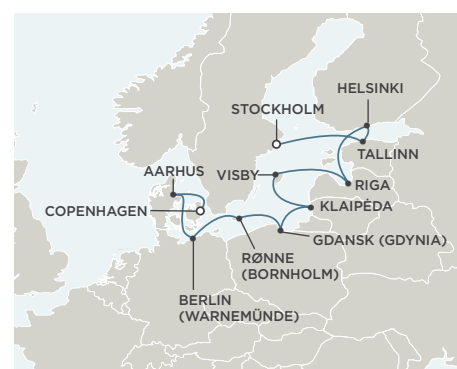 HELSINKI
STOCKHOLM
TALLINN
AARHUS
VISBY
RIGA
COPENHAGEN
KLAIPĖDA
GDANSK (GDYNIA)
RØNNE
(BORNHOLM)
BERLIN
(WARNEMÜNDE)